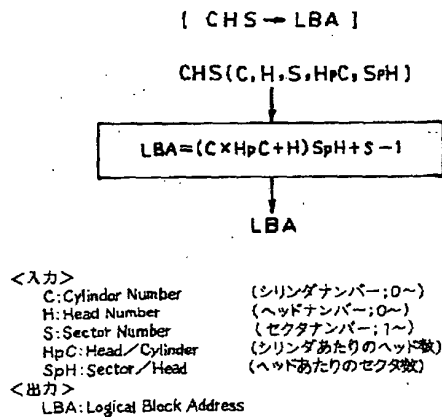 [ CHS → LBA ]
CHS(C, H, S, HpC, SpH)
LBA=(C×HpC+H)SpH+S-1
LBA
<入力>
C:Cylindor Number (シリンダナンバー;0~)
H:Head Number (ヘッドナンバー;0~)
S:Sector Number (セクタナンバー;1~)
HpC:Head/Cylinder (シリンダあたりのヘッド数)
SpH:Sector/Head (ヘッドあたりのセクタ数)
<出力>
LBA:Logical Block Address